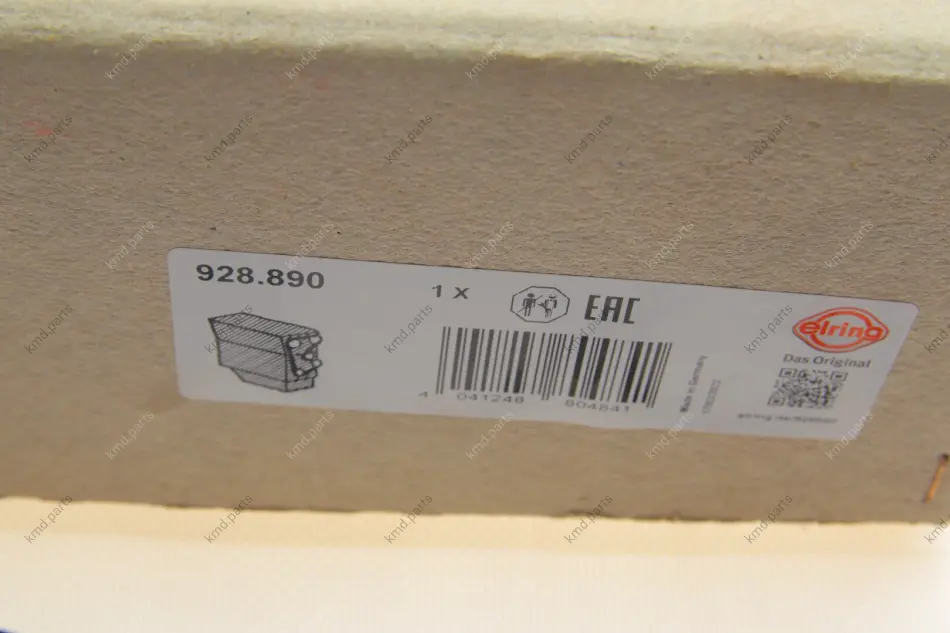 928.890
1 X
EAC
elring
Das Original
4 041248 804841
Made in Germany
kmd.parts